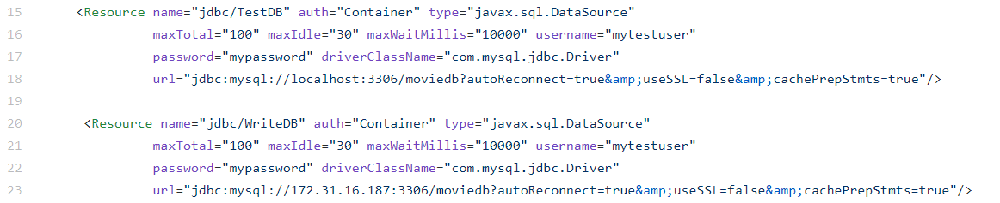 15 <Resource name="jdbc/TestDB" auth="Container" type="javax.sql.DataSource"
16 maxTotal="100" maxIdle="30" maxWaitMillis="10000" username="mytestuser"
17 password="mypassword" driverClassName="com.mysql.jdbc.Driver"
18 url="jdbc:mysql://localhost:3306/moviedb?autoReconnect=true&amp;useSSL=false&amp;cachePrepStmts=true"/>
19
20 <Resource name="jdbc/WriteDB" auth="Container" type="javax.sql.DataSource"
21 maxTotal="100" maxIdle="30" maxWaitMillis="10000" username="mytestuser"
22 password="mypassword" driverClassName="com.mysql.jdbc.Driver"
23 url="jdbc:mysql://172.31.16.187:3306/moviedb?autoReconnect=true&amp;useSSL=false&amp;cachePrepStmts=true"/>